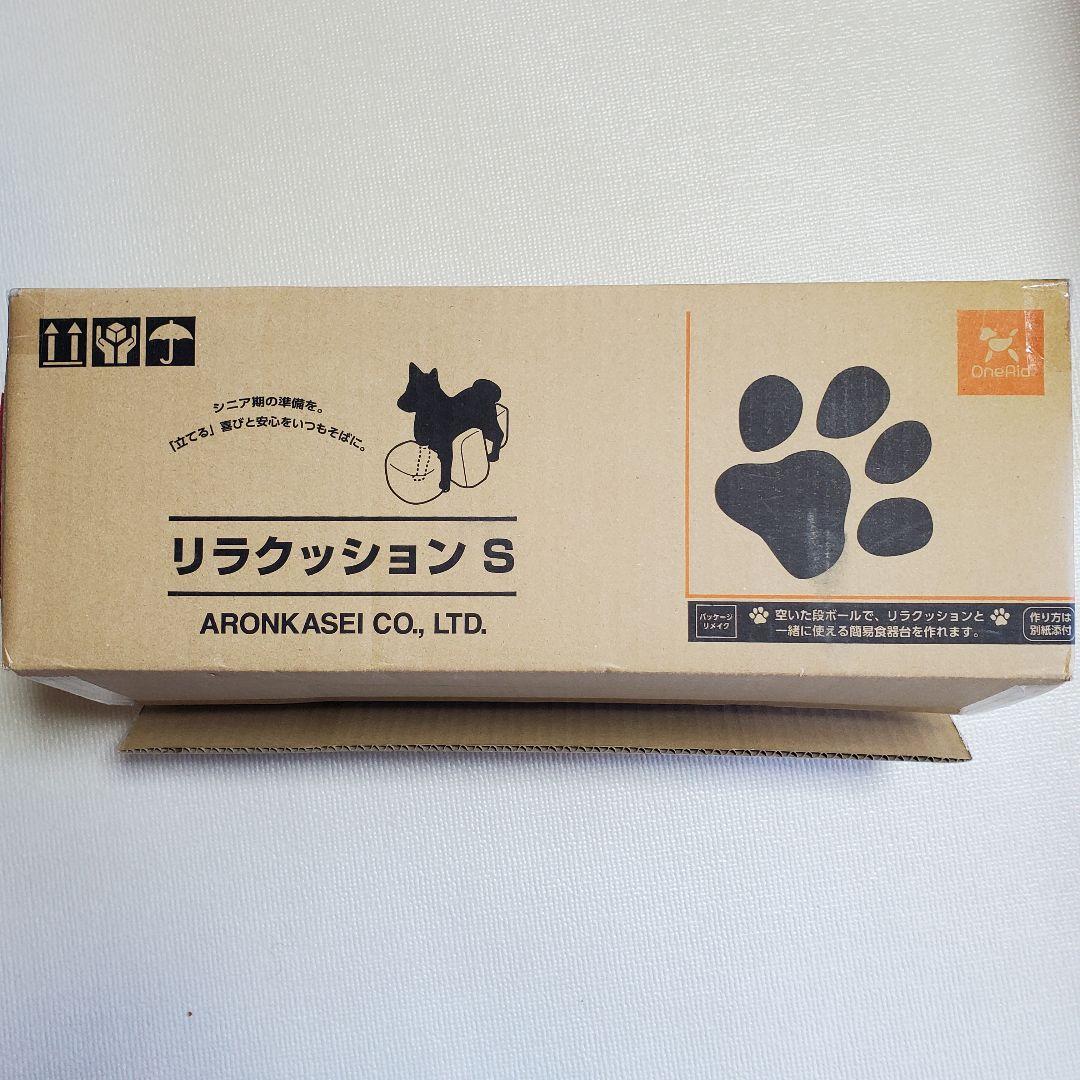 シニア期の準備を。
「立てる」喜びと安心をいつもそばに。
リラクッション S
ARONKASEI CO., LTD.
OneAid
パッケージ
リメイク
空いた段ボールで、リラクッションと
一緒に使える簡易食器台を作れます。
作り方は
別紙添付